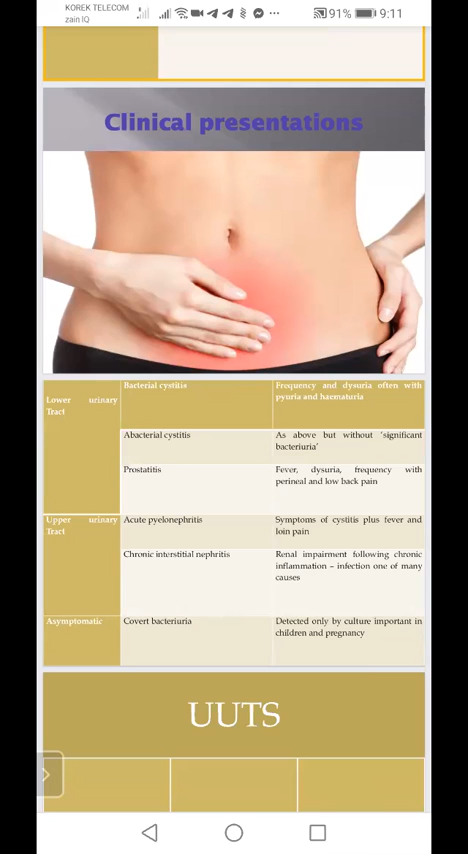 KOREK TELECOM
zain IQ
91% 9:11
Clinical presentations
Lower urinary
Tract
Bacterial cystitis
Frequency and dysuria often with
pyuria and haematuria
Abacterial cystitis
As above but without ‘significant
bacteriuria’
Prostatitis
Fever, dysuria, frequency with
perineal and low back pain
Upper urinary
Tract
Acute pyelonephritis
Symptoms of cystitis plus fever and
loin pain
Chronic interstitial nephritis
Renal impairment following chronic
inflammation – infection one of many
causes
Asymptomatic
Covert bacteriuria
Detected only by culture important in
children and pregnancy
UUTS